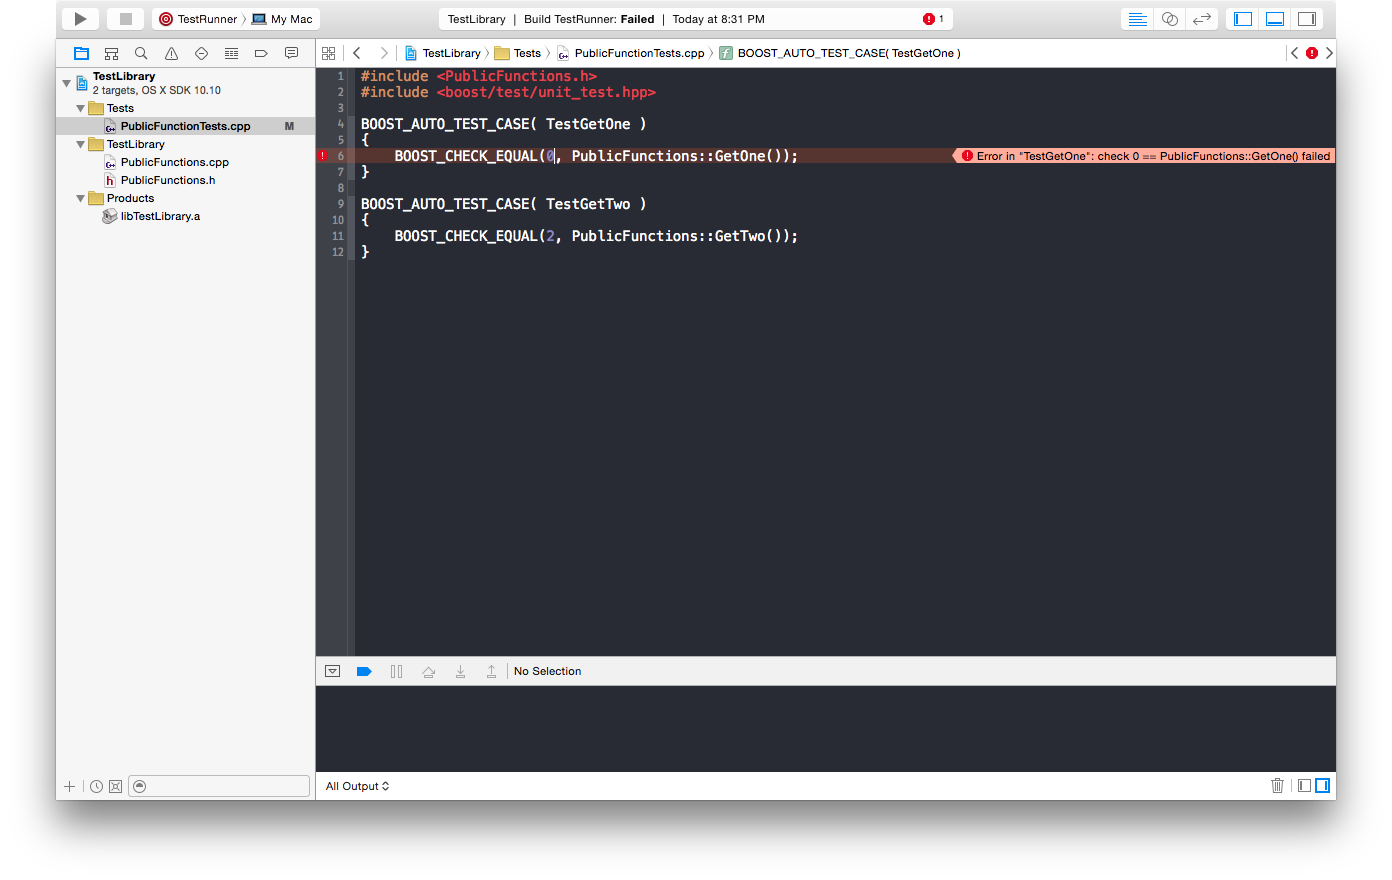 TestRunner 〉 My Mac
TestLibrary | Build TestRunner: Failed | Today at 8:31 PM
1
TestLibrary 〉 Tests 〉 PublicFunctionTests.cpp 〉 BOOST_AUTO_TEST_CASE( TestGetOne )
TestLibrary
2 targets, OS X SDK 10.10
Tests
PublicFunctionTests.cpp M
TestLibrary
PublicFunctions.cpp
PublicFunctions.h
Products
libTestLibrary.a
1 #include <PublicFunctions.h>
2 #include <boost/test/unit_test.hpp>
3
4 BOOST_AUTO_TEST_CASE( TestGetOne )
5 {
6 BOOST_CHECK_EQUAL(0, PublicFunctions::GetOne());
Error in "TestGetOne": check 0 == PublicFunctions::GetOne() failed
7 }
8
9 BOOST_AUTO_TEST_CASE( TestGetTwo )
10 {
11 BOOST_CHECK_EQUAL(2, PublicFunctions::GetTwo());
12 }
No Selection
All Output